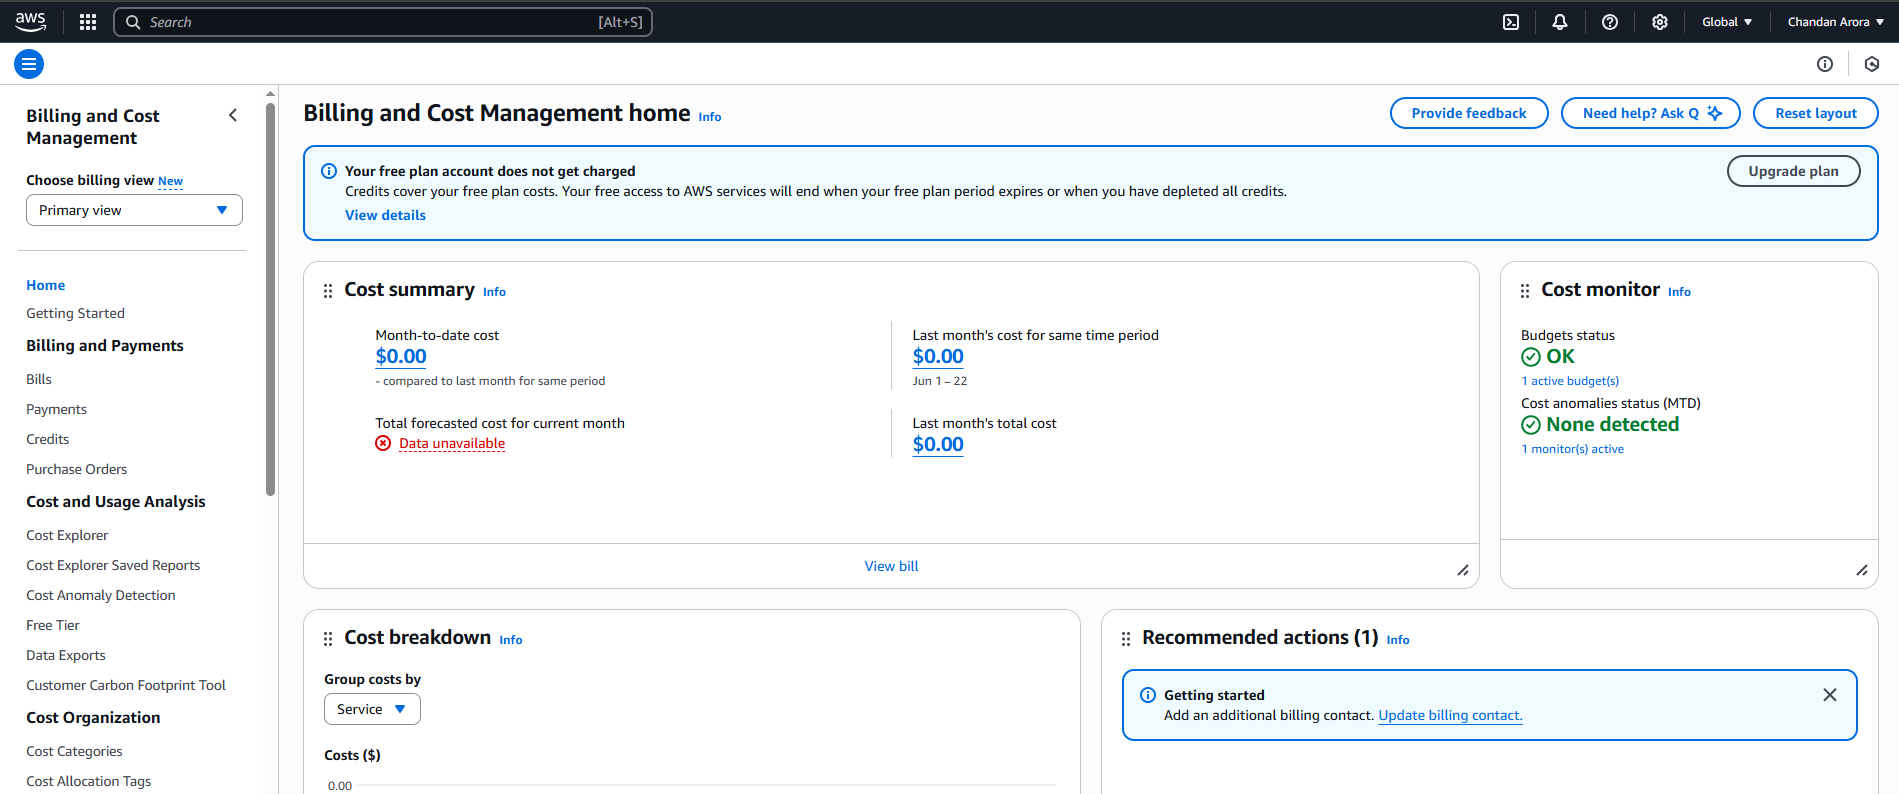 aws
Search
[Alt+S]
Global
Chandan Arora
Billing and Cost
Management
Choose billing view New
Primary view
Home
Getting Started
Billing and Payments
Bills
Payments
Credits
Purchase Orders
Cost and Usage Analysis
Cost Explorer
Cost Explorer Saved Reports
Cost Anomaly Detection
Free Tier
Data Exports
Customer Carbon Footprint Tool
Cost Organization
Cost Categories
Cost Allocation Tags
Billing and Cost Management home Info
Provide feedback
Need help? Ask Q
Reset layout
Your free plan account does not get charged
Credits cover your free plan costs. Your free access to AWS services will end when your free plan period expires or when you have depleted all credits.
View details
Upgrade plan
Cost summary Info
Month-to-date cost
$0.00
- compared to last month for same period
Last month's cost for same time period
$0.00
Jun 1 – 22
Total forecasted cost for current month
Data unavailable
Last month's total cost
$0.00
View bill
Cost monitor Info
Budgets status
OK
1 active budget(s)
Cost anomalies status (MTD)
None detected
1 monitor(s) active
Cost breakdown Info
Group costs by
Service
Costs ($)
0.00
Recommended actions (1) Info
Getting started
Add an additional billing contact. Update billing contact.